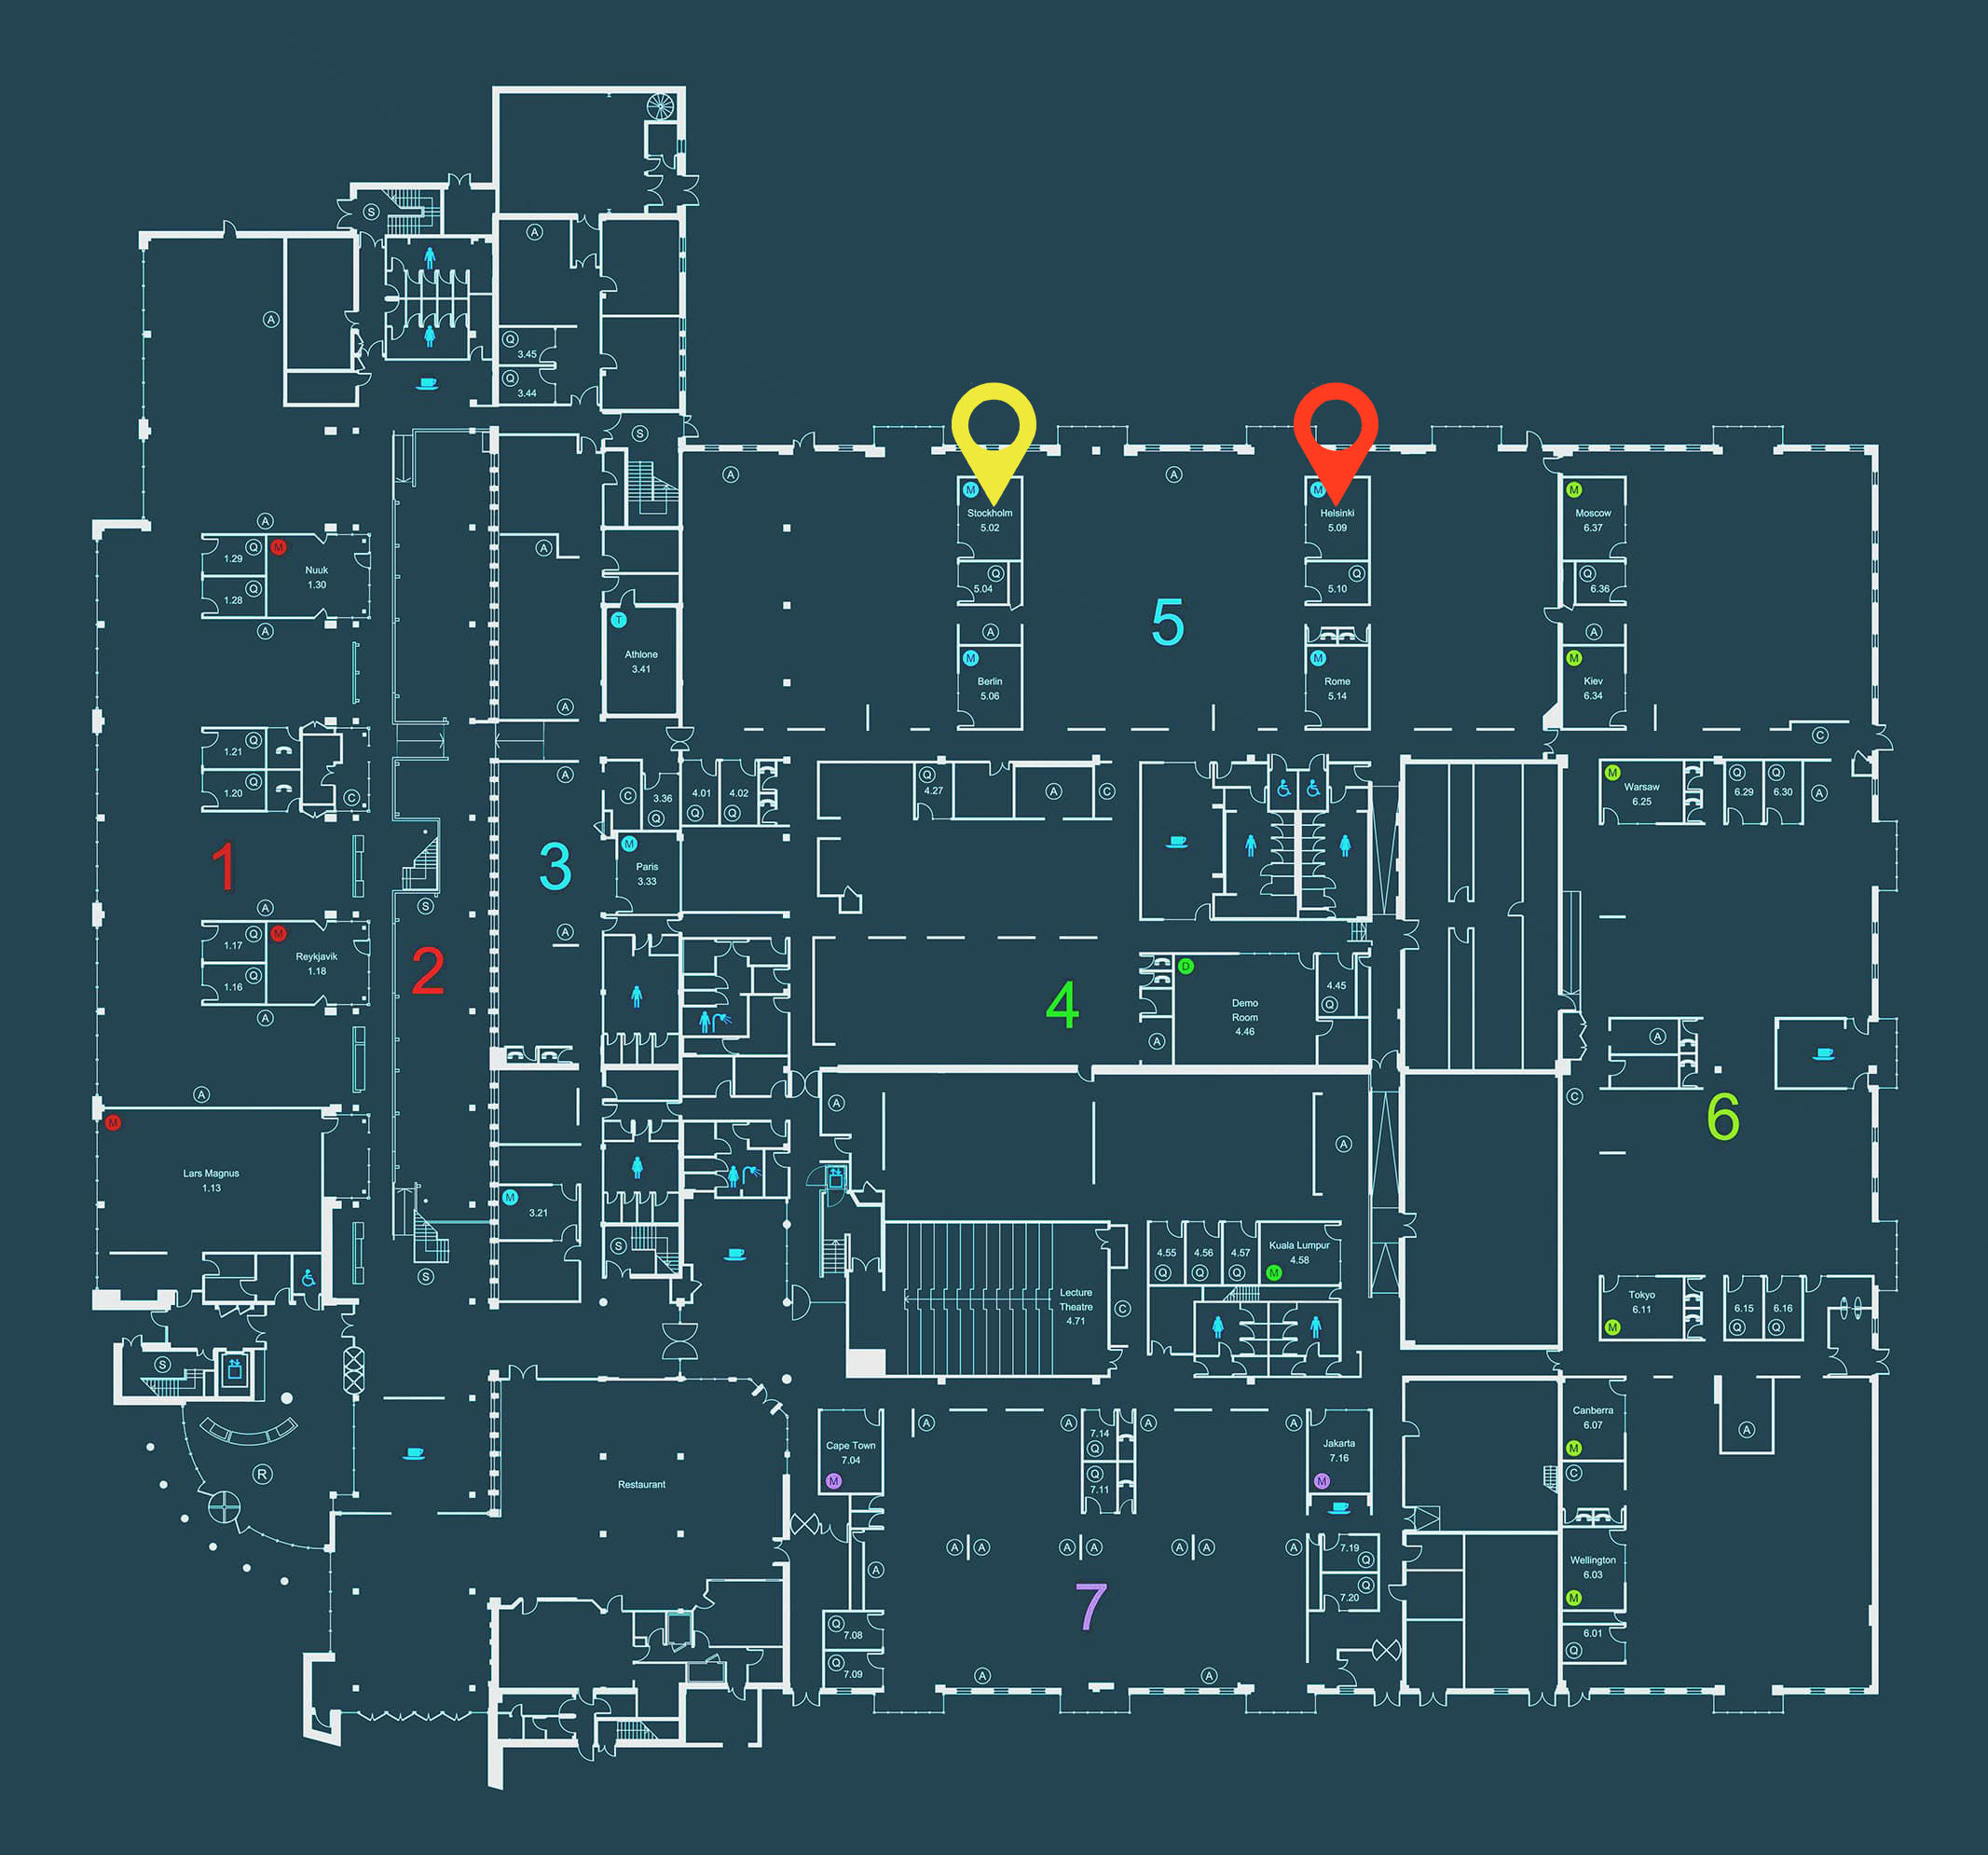 S
A
A
Q
3.45
Q
3.44
S
A
A
M
Stockholm
5.02
M
Helsinki
5.09
M
Moscow
6.37
A
1.29
Q
M
Nuuk
1.30
1.28
Q
A
A
T
Athlone
3.41
5.04
Q
5.10
Q
Q
6.36
5
A
A
M
Berlin
5.06
M
Rome
5.14
M
Kiev
6.34
A
C
1.21
Q
1.20
Q
C
A
C
3.36
Q
4.01
Q
4.02
Q
Q
4.27
A
C
M
Warsaw
6.25
Q
6.29
Q
6.30
A
1
3
M
Paris
3.33
A
S
A
1.17
Q
M
Reykjavik
1.18
1.16
Q
A
2
4
D
Demo
Room
4.46
4.45
Q
A
A
A
C
6
A
M
Lars Magnus
1.13
A
A
M
3.21
S
S
4.55
Q
4.56
Q
4.57
Q
Kuala Lumpur
4.58
M
Lecture
Theatre
4.71
C
Tokyo
6.11
M
6.15
Q
6.16
Q
S
R
Restaurant
Cape Town
7.04
M
A
A
7.14
Q
A
A
Q
7.11
Jakarta
7.16
M
Canberra
6.07
M
C
A
A
A
A
A
A
A
A
A
7.19
Q
Q
7.20
Wellington
6.03
M
7
Q
7.08
Q
7.09
A
A
6.01
Q